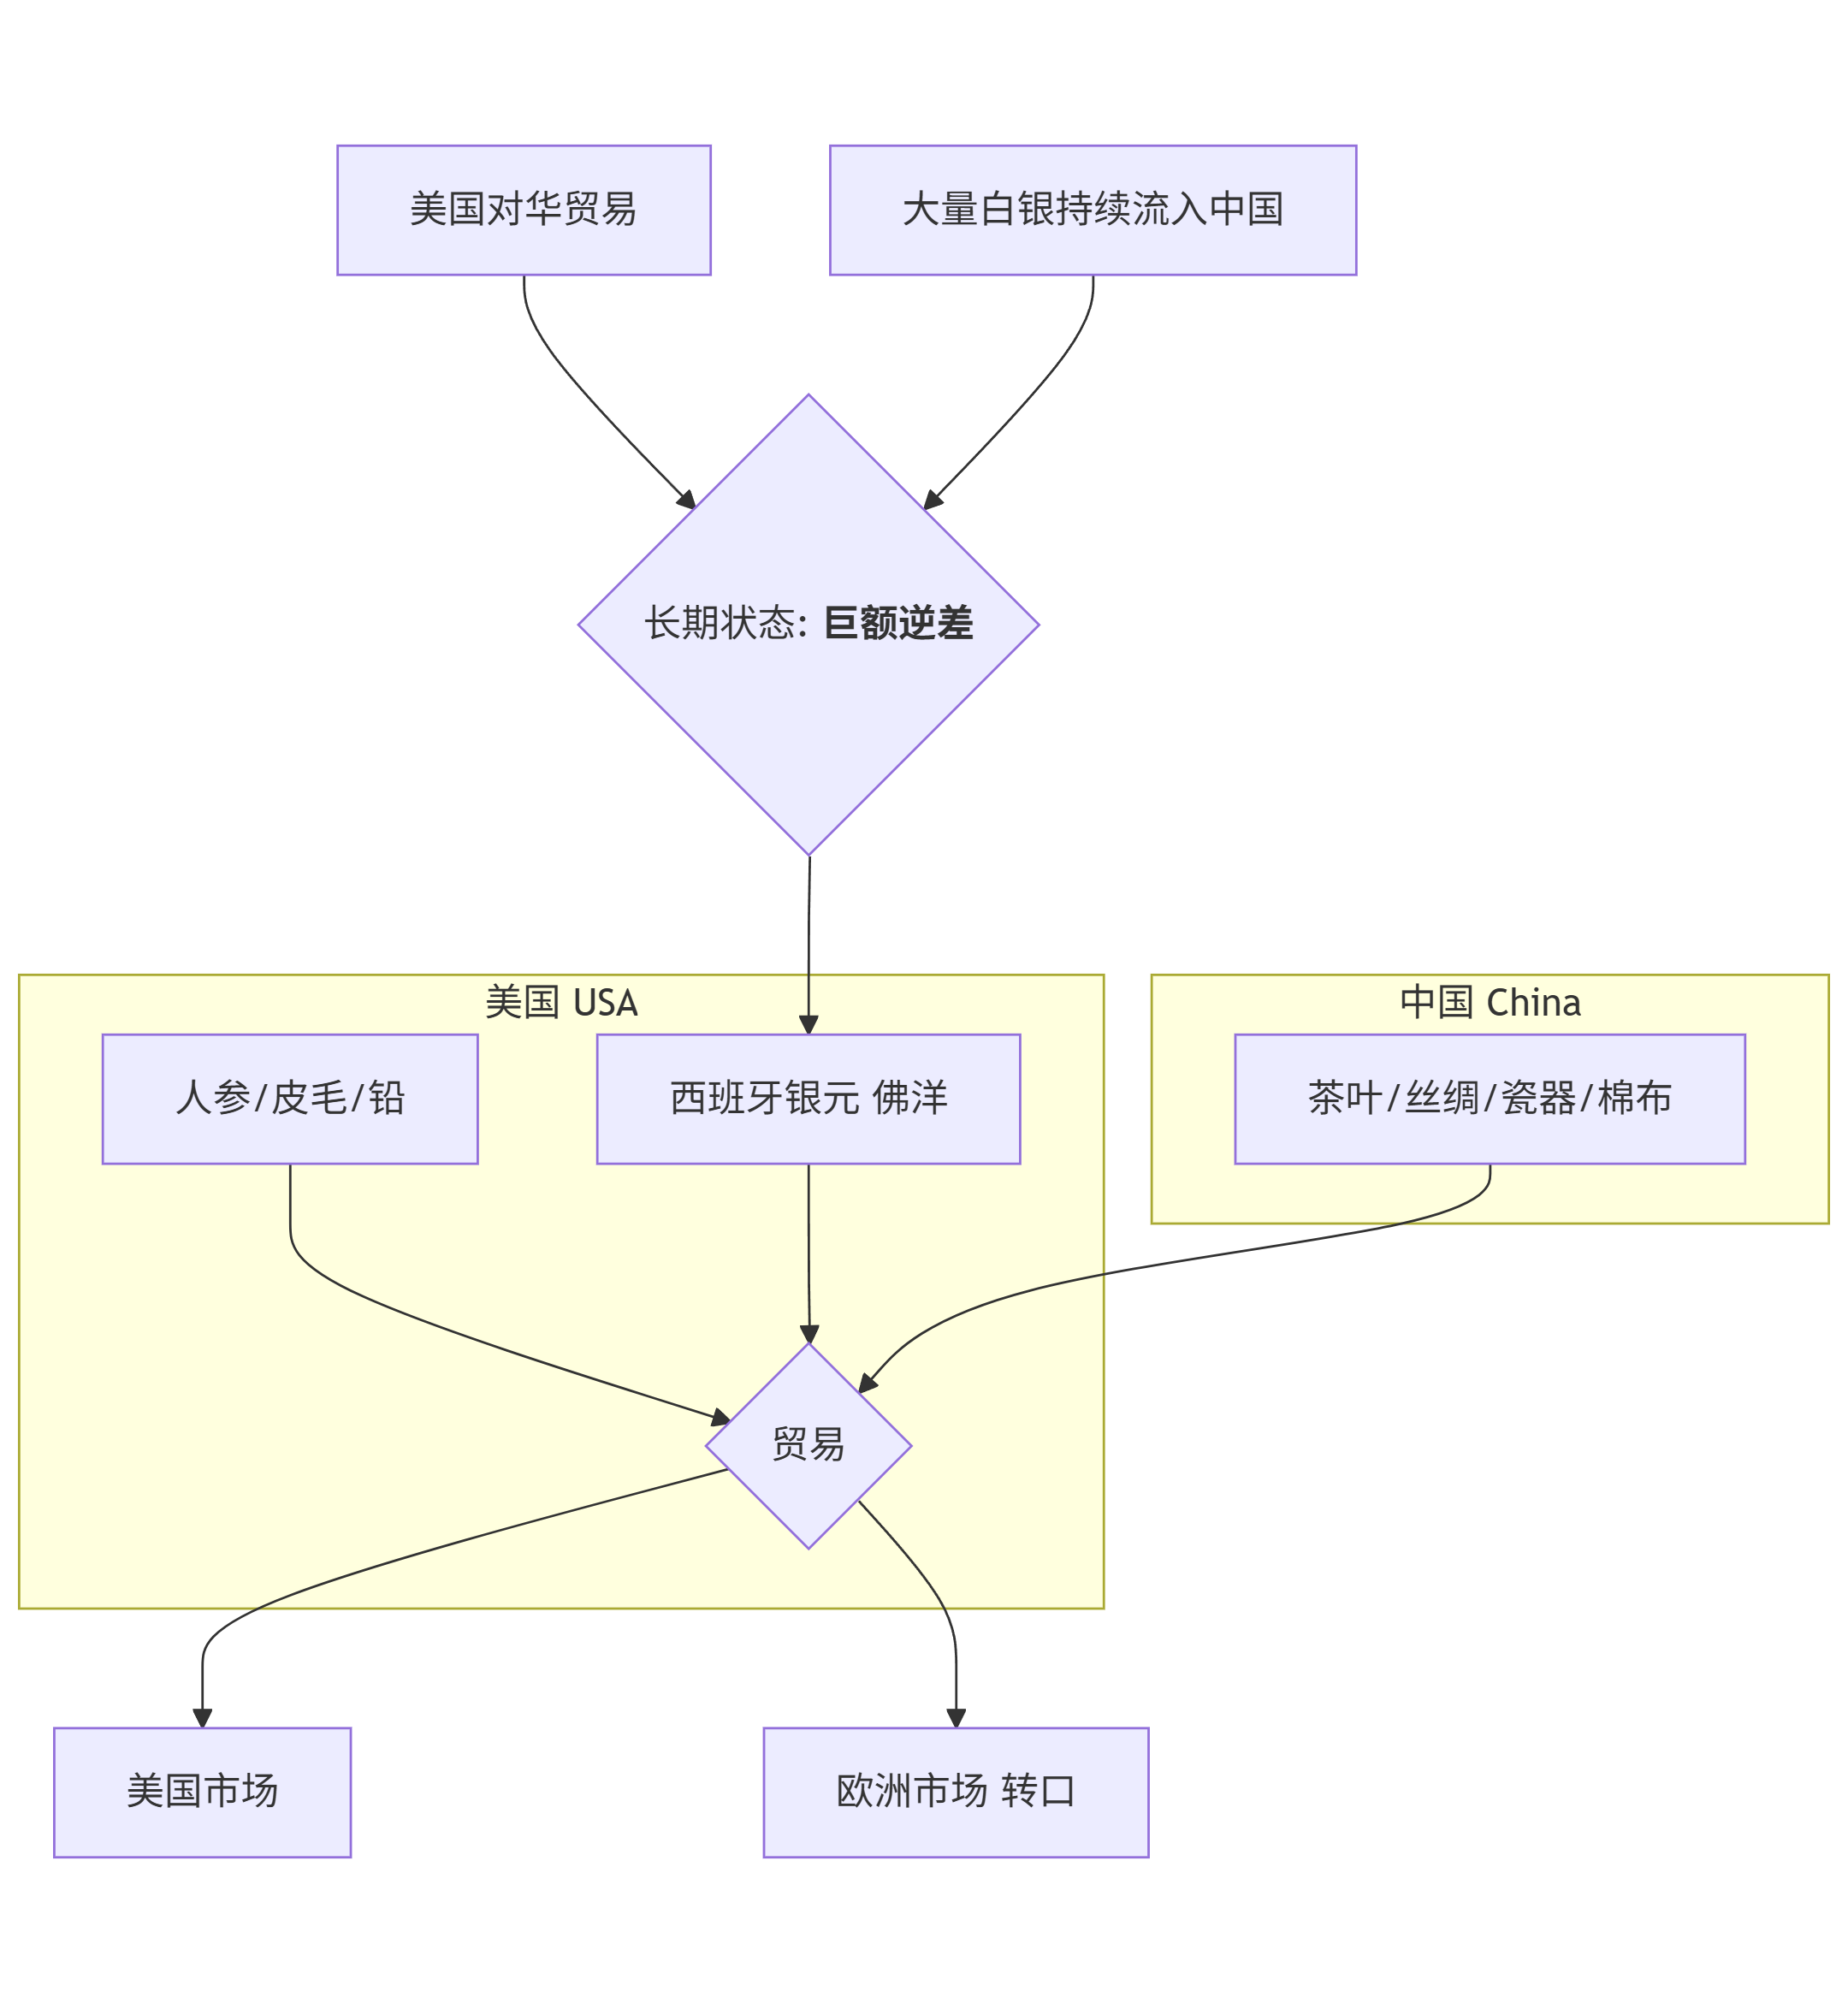 美国对华贸易
大量白银持续流入中国
长期状态: 巨额逆差
美国 USA
中国 China
人参/皮毛/铅
西班牙银元 佛洋
茶叶/丝绸/瓷器/棉布
贸易
美国市场
欧洲市场 转口